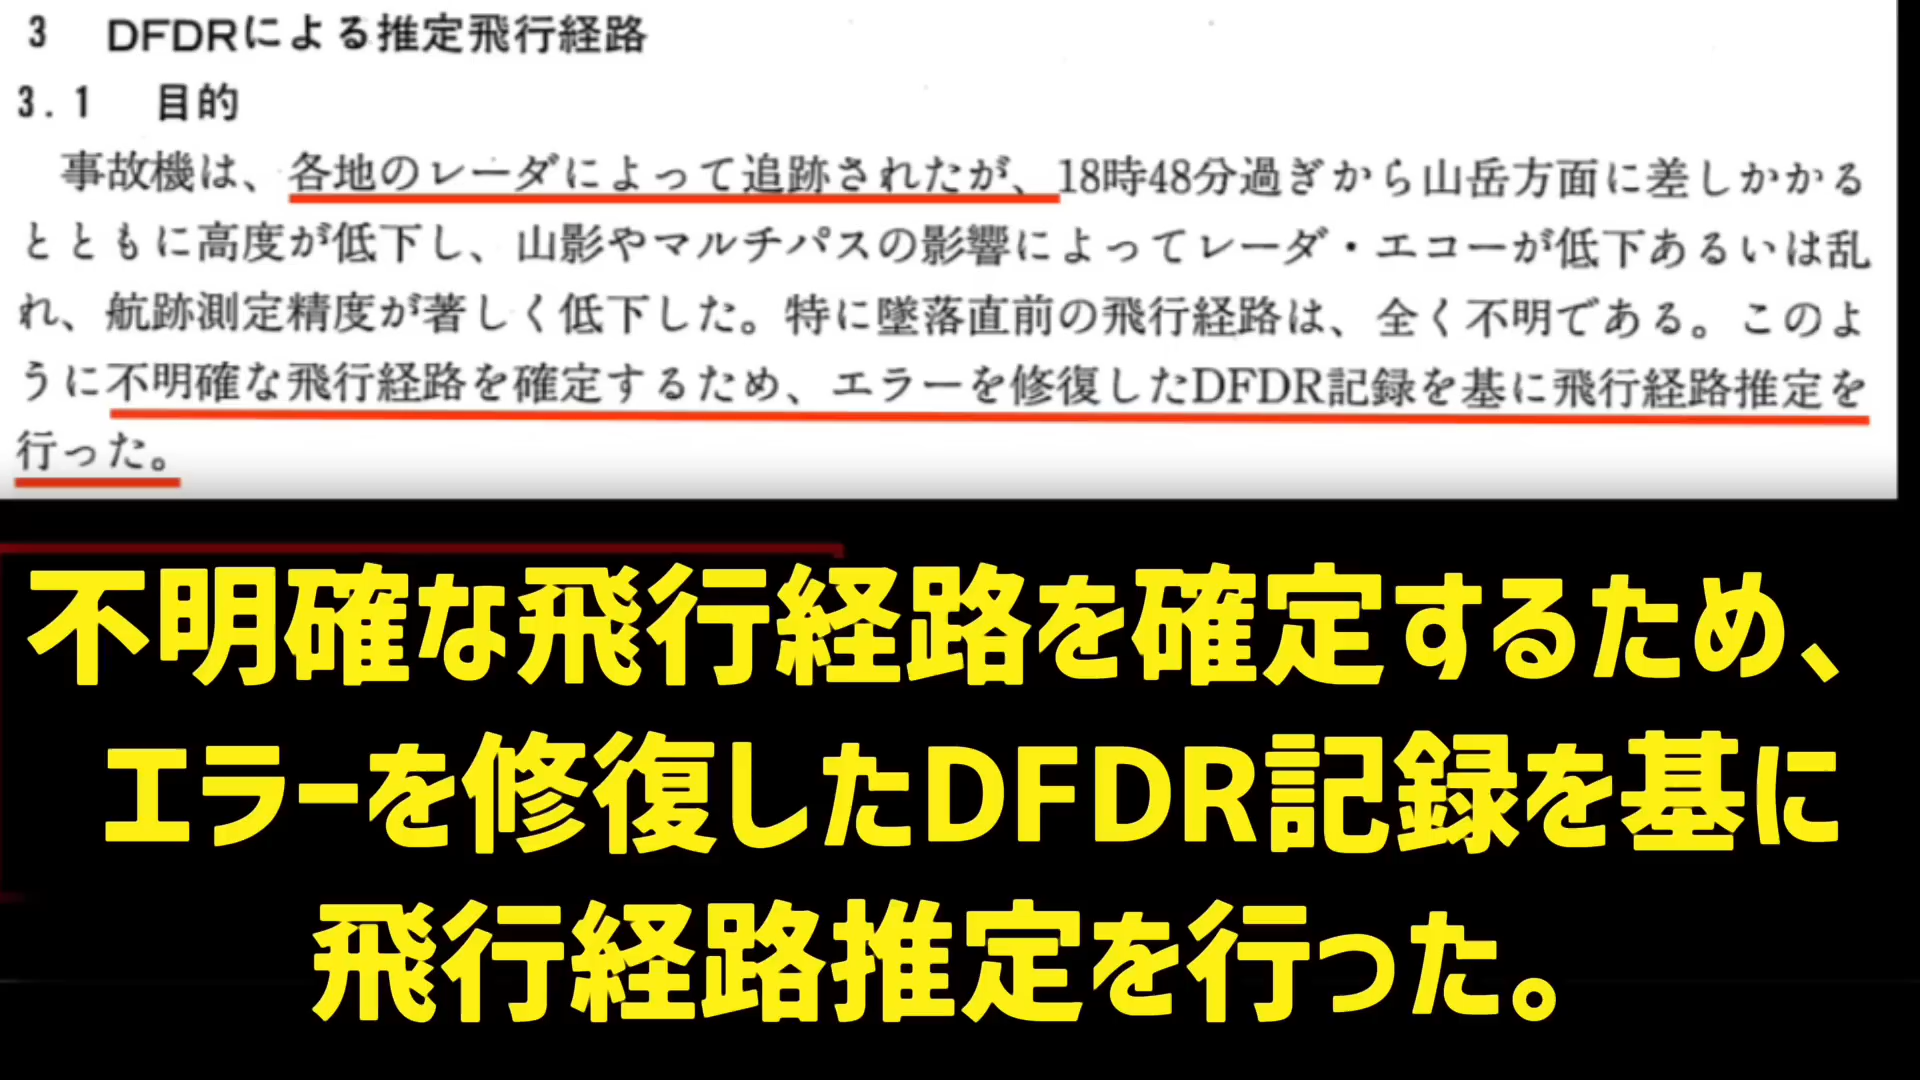 3 DFDRによる推定飛行経路
3.1 目的
事故機は、各地のレーダによって追跡されたが、18時48分過ぎから山岳方面に差しかかる
とともに高度が低下し、山影やマルチパスの影響によってレーダ・エコーが低下あるいは乱
れ、航跡測定精度が著しく低下した。特に墜落直前の飛行経路は、全く不明である。このよ
うに不明確な飛行経路を確定するため、エラーを修復したDFDR記録を基に飛行経路推定を
行った。
不明確な飛行経路を確定するため、
エラーを修復したDFDR記録を基に
飛行経路推定を行った。